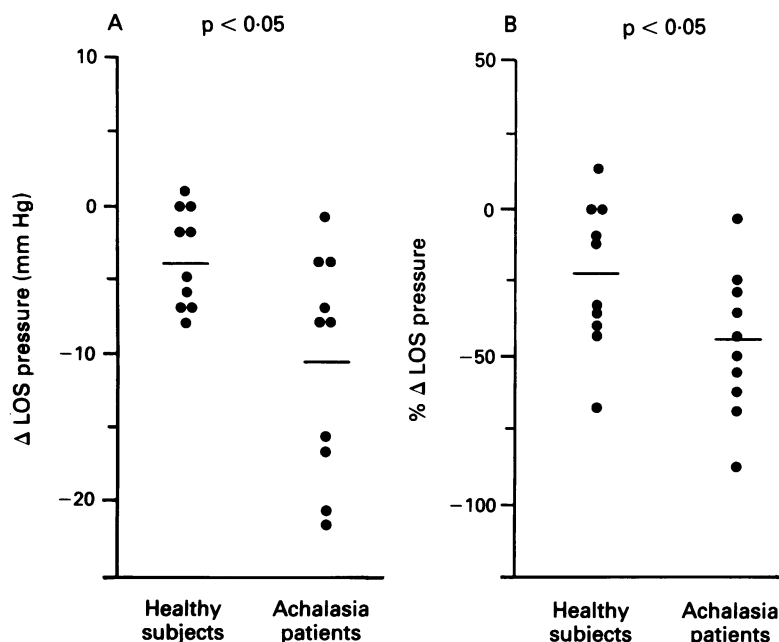 A
p < 0·05
10
0
−10
−20
Δ LOS pressure (mm Hg)
Healthy
subjects
Achalasia
patients
B
p < 0·05
50
0
−50
−100
% Δ LOS pressure
Healthy
subjects
Achalasia
patients